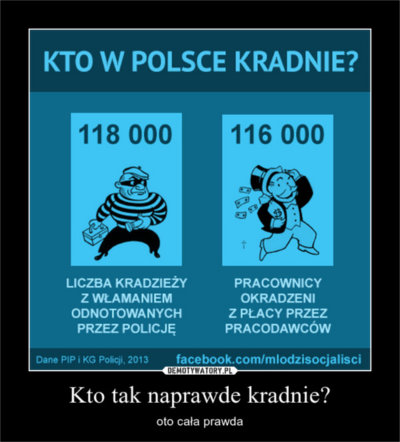 KTO W POLSCE KRADNIE?
118 000
LICZBA KRADZIEŻY
Z WŁAMANIEM
ODNOTOWANYCH
PRZEZ POLICJĘ
116 000
PRACOWNICY
OKRADZENI
Z PŁACY PRZEZ
PRACODAWCÓW
Dane PIP i KG Policji, 2013
facebook.com/mlodzisocjalisci
DEMOTYWATORY.PL
Kto tak naprawde kradnie?
oto cała prawda